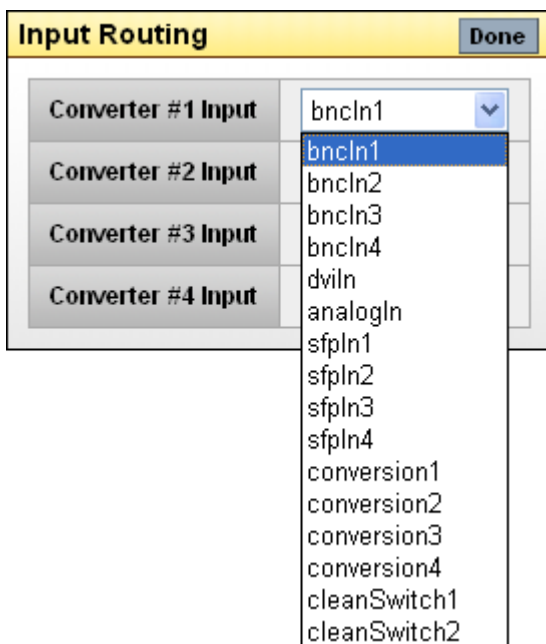 Input Routing Done
Converter #1 Input bncIn1
bncIn1
Converter #2 Input
bncIn2
bncIn3
Converter #3 Input
bncIn4
dviIn
Converter #4 Input
analogIn
sfpIn1
sfpIn2
sfpIn3
sfpIn4
conversion1
conversion2
conversion3
conversion4
cleanSwitch1
cleanSwitch2